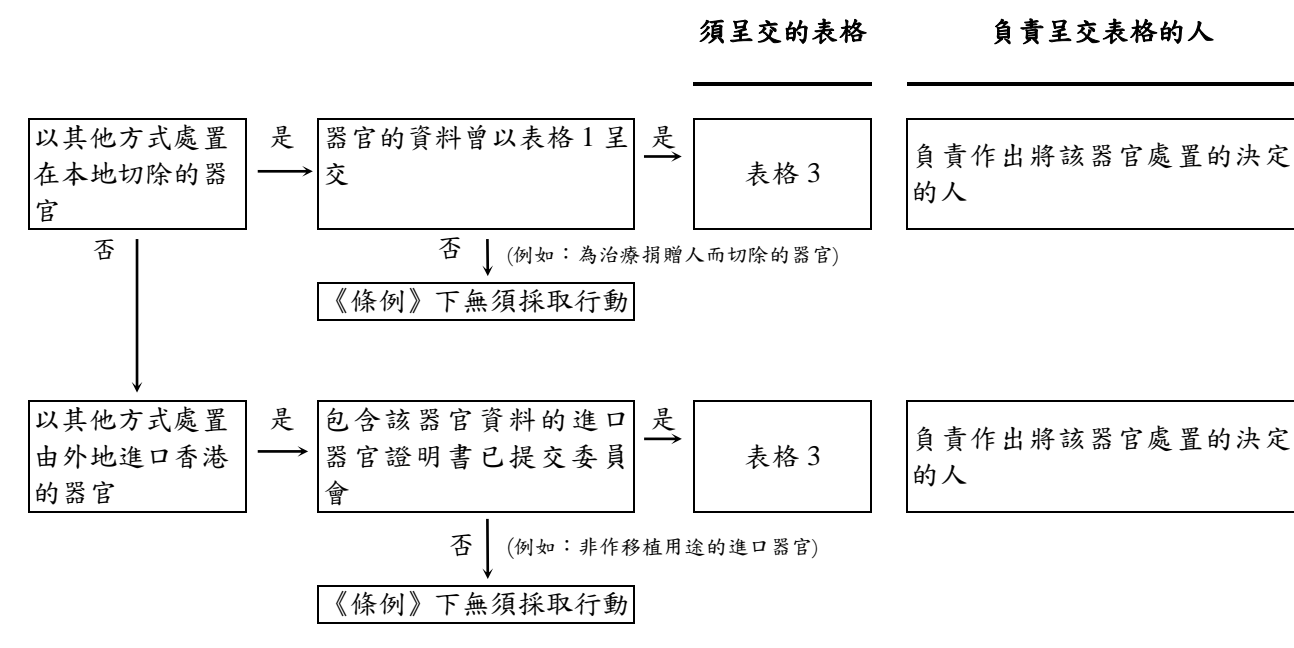 須呈交的表格
負責呈交表格的人
以其他方式處置
在本地切除的器
官
是
器官的資料曾以表格 1 呈
交
是
表格 3
負責作出將該器官處置的決定
的人
否
否
(例如：為治療捐贈人而切除的器官)
《條例》下無須採取行動
以其他方式處置
由外地進口香港
的器官
是
包含該器官資料的進口
器官證明書已提交委員
會
是
表格 3
負責作出將該器官處置的決定
的人
否
(例如：非作移植用途的進口器官)
《條例》下無須採取行動